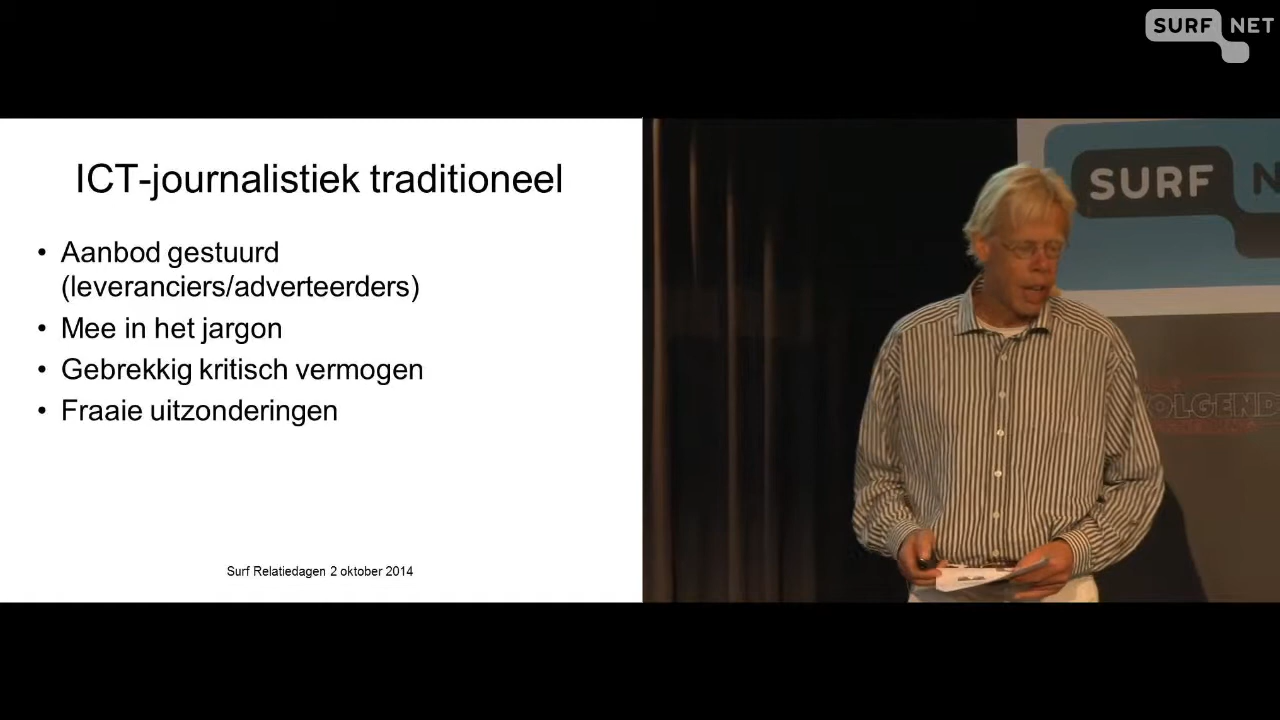 SURF NET
ICT-journalistiek traditioneel
• Aanbod gestuurd
(leveranciers/adverteerders)
• Mee in het jargon
• Gebrekkig kritisch vermogen
• Fraaie uitzonderingen
Surf Relatiedagen 2 oktober 2014
SURF N
OLGEND